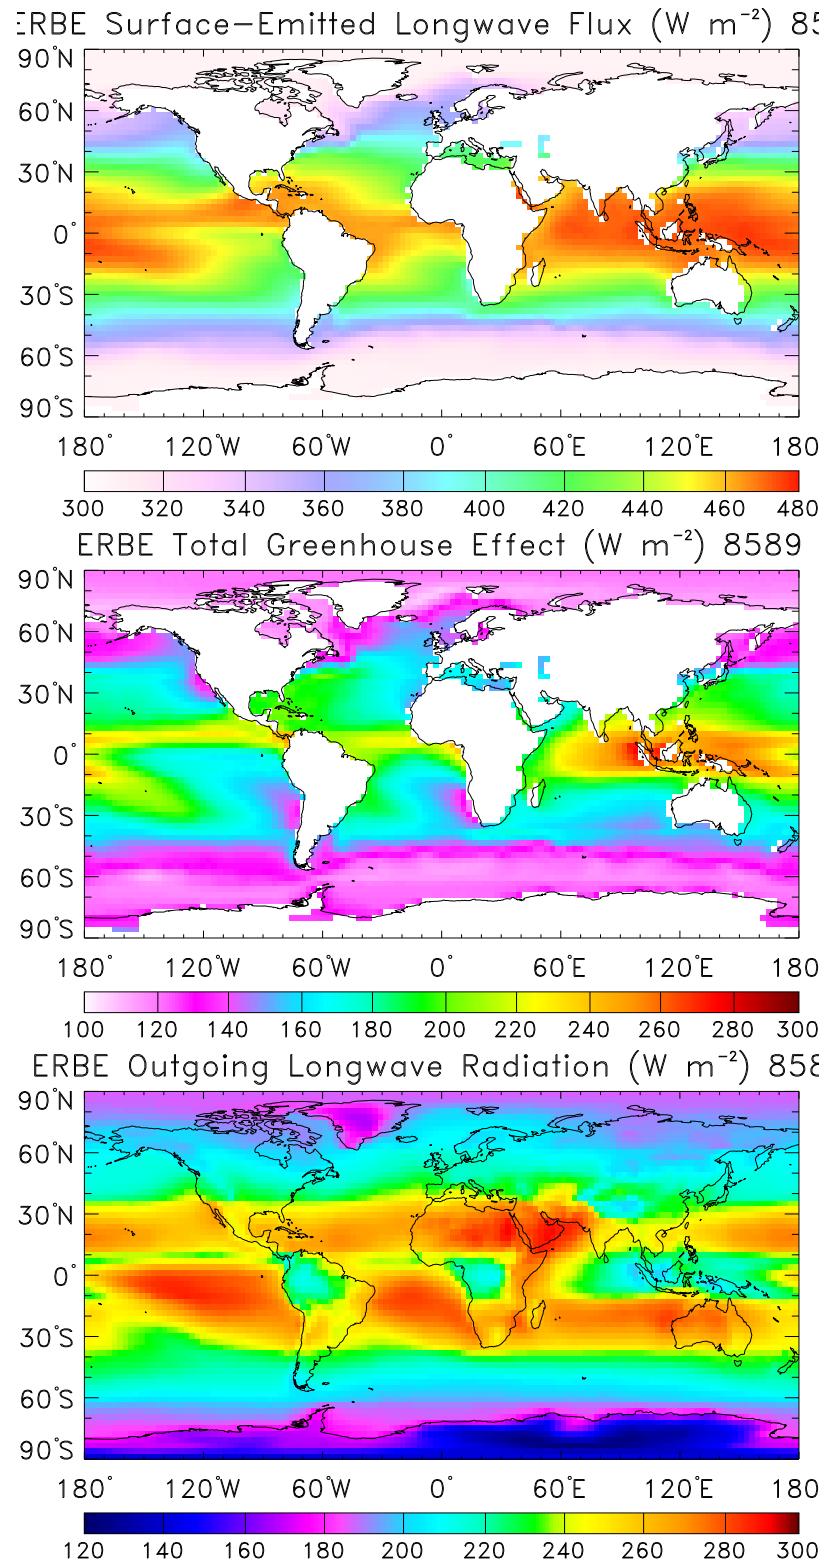 ERBE Surface−Emitted Longwave Flux (W m⁻²) 85
90°N
60°N
30°N
0°
30°S
60°S
90°S
180° 120°W 60°W 0° 60°E 120°E 180
300 320 340 360 380 400 420 440 460 480
ERBE Total Greenhouse Effect (W m⁻²) 8589
90°N
60°N
30°N
0°
30°S
60°S
90°S
180° 120°W 60°W 0° 60°E 120°E 180
100 120 140 160 180 200 220 240 260 280 300
ERBE Outgoing Longwave Radiation (W m⁻²) 858
90°N
60°N
30°N
0°
30°S
60°S
90°S
180° 120°W 60°W 0° 60°E 120°E 180
120 140 160 180 200 220 240 260 280 300